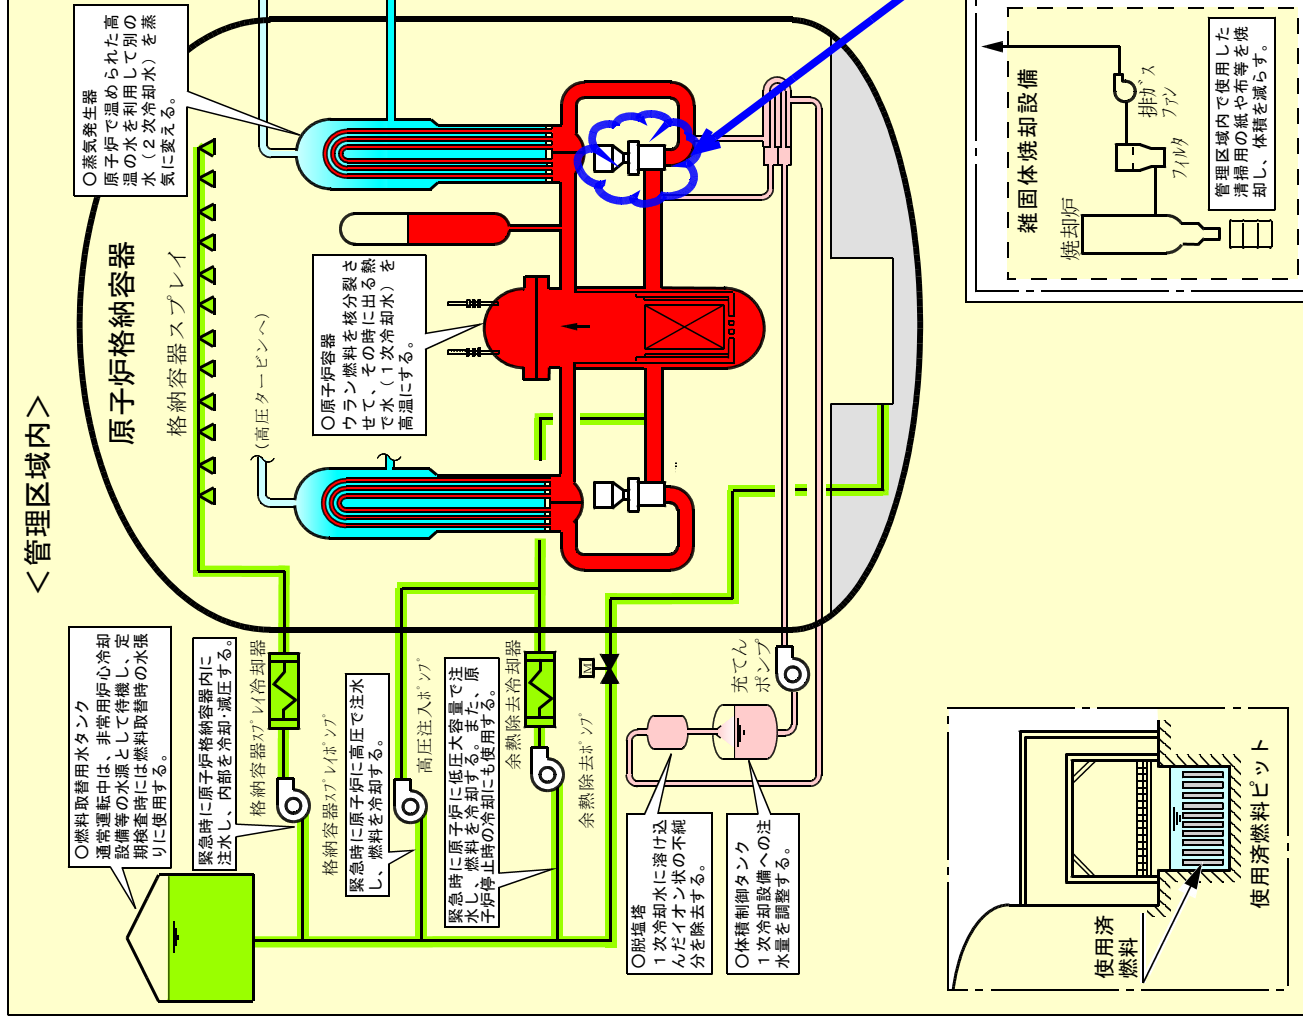 ＜管理区域内＞
原子炉格納容器
格納容器スプレイ
○蒸気発生器
原子炉で温められた高
温の水を利用して別の
水（２次冷却水）を蒸
気に変える。
（高圧タービンへ）
○原子炉容器
ウラン燃料を核分裂さ
せて、その時に出る熱
で水（１次冷却水）を
高温にする。
○燃料取替用水タンク
通常運転中は、非常用炉心冷却
設備等の水源として待機し、定
期検査時には燃料取替時の水張
りに使用する。
緊急時に原子炉格納容器内に
注水し、内部を冷却･減圧する。
格納容器ｽﾌﾟﾚｲ冷却器
格納容器ｽﾌﾟﾚｲﾎﾟﾝﾌﾟ
緊急時に原子炉に高圧で注水
し、燃料を冷却する。
高圧注入ﾎﾟﾝﾌﾟ
緊急時に原子炉に低圧大容量で注
水し、燃料を冷却する。また、原
子炉停止時の冷却にも使用する。
余熱除去冷却器
余熱除去ﾎﾟﾝﾌﾟ
M
充てん
ポンプ
○脱塩塔
１次冷却水に溶け込
んだイオン状の不純
分を除去する。
○体積制御タンク
１次冷却設備への注
水量を調整する。
雑固体焼却設備
焼却炉
フィルタ
排ｶﾞｽ
ファン
管理区域内で使用した
清掃用の紙や布等を焼
却し、体積を減らす。
使用済
燃料
使用済燃料ピット